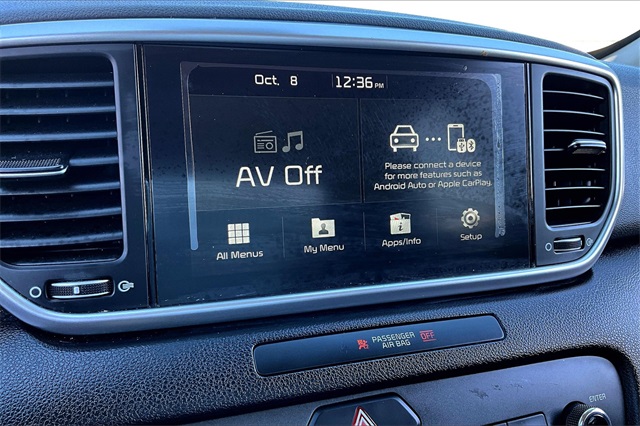 Oct. 8 12:36 PM
AV Off
Please connect a device
for more features such as
Android Auto or Apple CarPlay.
All Menus
My Menu
Apps/Info
Setup
PASSENGER
AIR BAG
OFF
ENTER